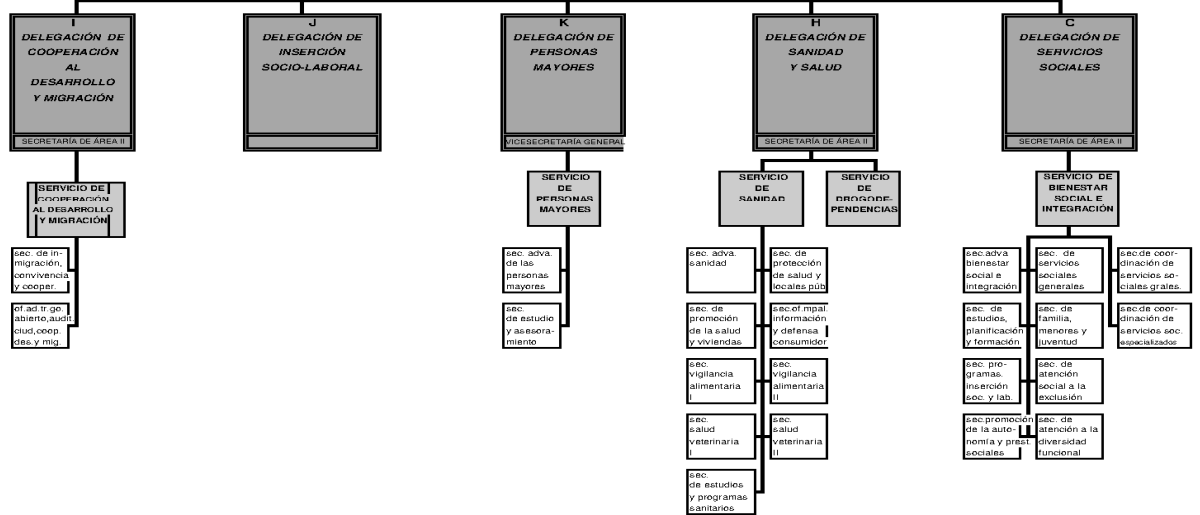 I
DELEGACIÓN DE
COOPERACIÓN
AL
DESARROLLO
Y MIGRACIÓN
SECRETARÍA DE ÁREA II
J
DELEGACIÓN DE
INSERCIÓN
SOCIO-LABORAL
K
DELEGACIÓN DE
PERSONAS
MAYORES
VICESECRETARÍA GENERAL
H
DELEGACIÓN DE
SANIDAD
Y SALUD
SECRETARÍA DE ÁREA II
C
DELEGACIÓN DE
SERVICIOS
SOCIALES
SECRETARÍA DE ÁREA II
SERVICIO DE
COOPERACIÓN
AL DESARROLLO
Y MIGRACIÓN
sec. de in-
migración,
convivencia
y cooper.
of.ad.tr.go.
abierto,audit.
ciud,coop.
des.y mig.
SERVICIO
DE
PERSONAS
MAYORES
sec. adva.
de las
personas
mayores
sec.
de estudio
y asesora-
miento
SERVICIO
DE
SANIDAD
SERVICIO
DE
DROGODE-
PENDENCIAS
sec. adva.
sanidad
sec. de
protección
de salud y
locales púb
sec. de
promoción
de la salud
y viviendas
sec.of.mpal.
información
y defensa
consumidor
sec.
vigilancia
alimentaria
I
sec.
vigilancia
alimentaria
II
sec.
salud
veterinaria
I
sec.
salud
veterinaria
II
sec.
de estudios
y programas
sanitarios
SERVICIO DE
BIENESTAR
SOCIAL E
INTEGRACIÓN
sec.adva
bienestar
social e
integración
sec. de
servicios
sociales
generales
sec.de coor-
dinación de
servicios so-
ciales grales.
sec. de
estudios,
planificación
y formación
sec. de
familia,
menores y
juventud
sec.de coor-
dinación de
servicios soc.
especializados
sec. pro-
gramas.
inserción
soc. y lab.
sec. de
atención
social a la
exclusión
sec.promoción
de la auto-
nomía y prest.
sociales
sec. de
atención a la
diversidad
funcional